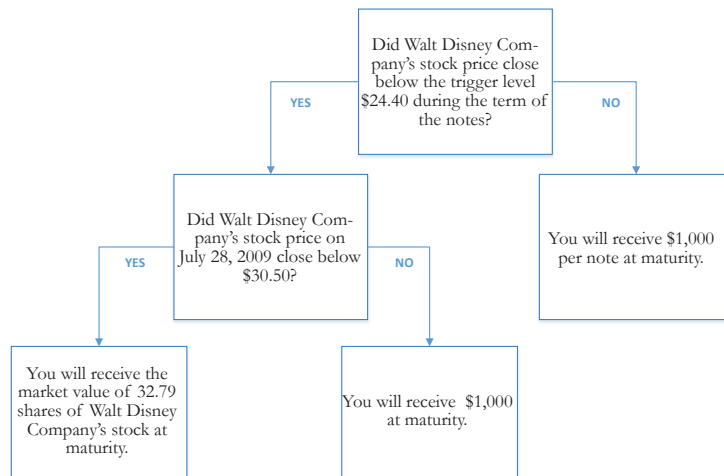 Did Walt Disney Com-
pany's stock price close
below the trigger level
$24.40 during the term of
the notes?
YES
NO
Did Walt Disney Com-
pany's stock price on
July 28, 2009 close below
$30.50?
You will receive $1,000
per note at maturity.
YES
NO
You will receive the
market value of 32.79
shares of Walt Disney
Company's stock at
maturity.
You will receive $1,000
at maturity.